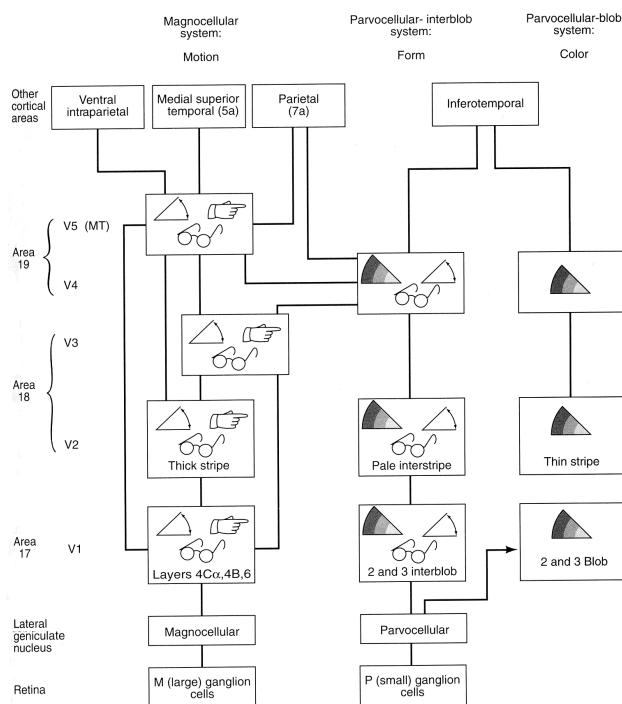 Magnocellular
system:
Motion
Parvocellular- interblob
system:
Form
Parvocellular-blob
system:
Color
Other
cortical
areas
Ventral
intraparietal
Medial superior
temporal (5a)
Parietal
(7a)
Inferotemporal
Area
19
V5 (MT)
V4
Area
18
V3
V2
Thick stripe
Pale interstripe
Thin stripe
Area
17
V1
Layers 4Cα,4B,6
2 and 3 interblob
2 and 3 Blob
Lateral
geniculate
nucleus
Magnocellular
Parvocellular
Retina
M (large) ganglion
cells
P (small) ganglion
cells